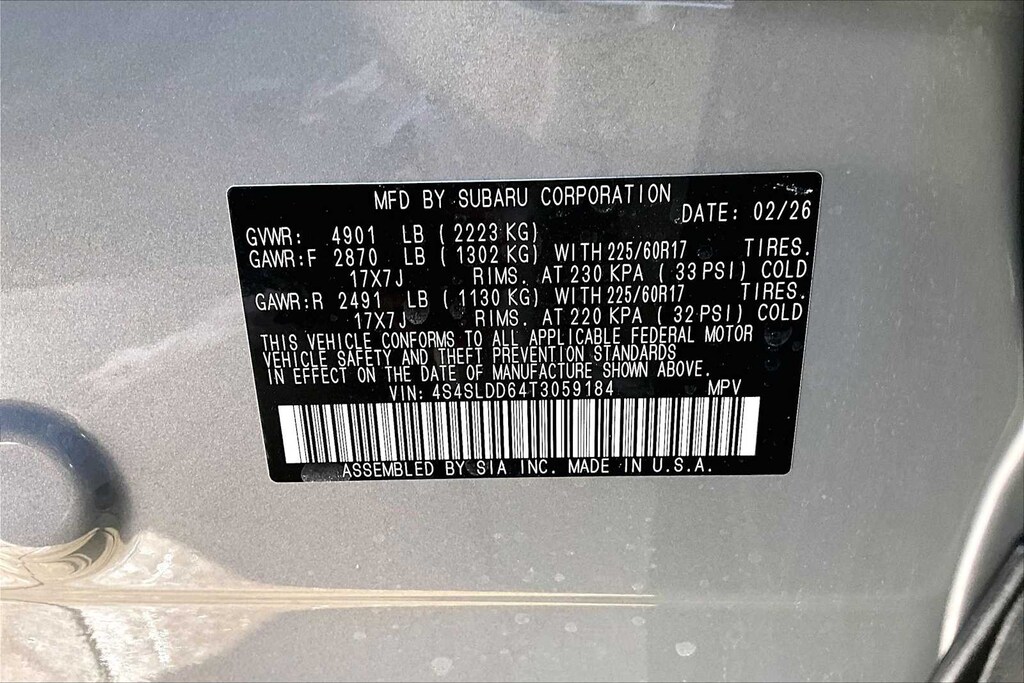 MFD BY SUBARU CORPORATION DATE: 02/26
GVWR: 4901 LB ( 2223 KG)
GAWR:F 2870 LB ( 1302 KG) WITH 225/60R17 TIRES.
17X7J RIMS. AT 230 KPA ( 33 PSI) COLD
GAWR:R 2491 LB ( 1130 KG) WITH 225/60R17 TIRES.
17X7J RIMS. AT 220 KPA ( 32 PSI) COLD
THIS VEHICLE CONFORMS TO ALL APPLICABLE FEDERAL MOTOR
VEHICLE SAFETY AND THEFT PREVENTION STANDARDS
IN EFFECT ON THE DATE OF MANUFACTURE SHOWN ABOVE.
VIN: 4S4SLDD64T3059184 MPV
ASSEMBLED BY SIA INC. MADE IN U.S.A.